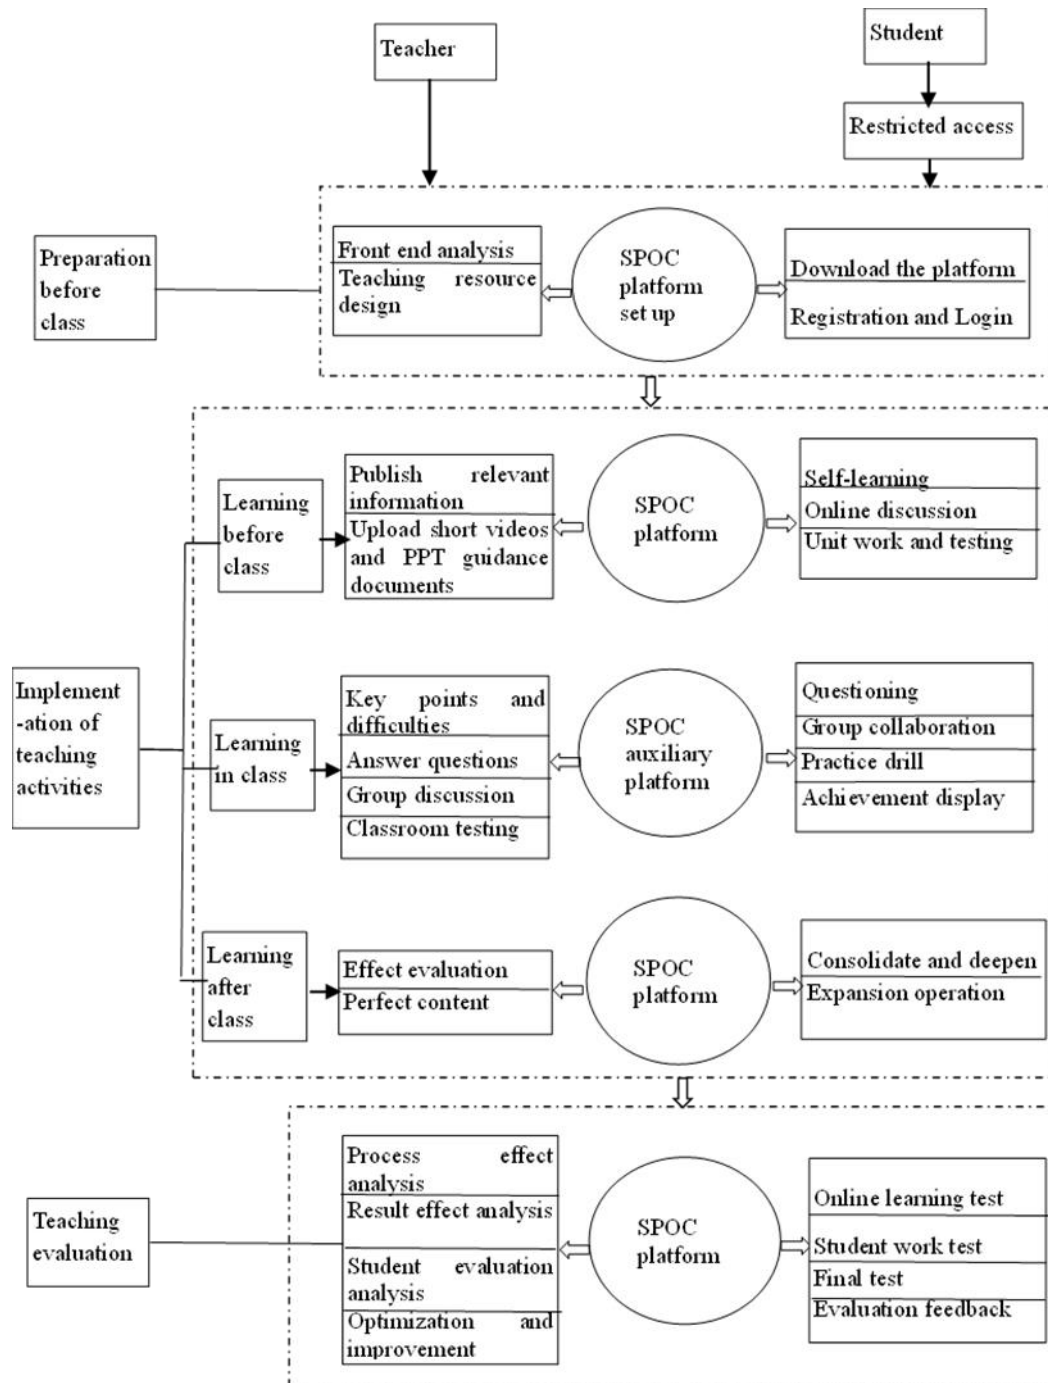 Teacher
Student
Restricted access
Preparation
before
class
Front end analysis
Teaching resource
design
SPOC
platform
set up
Download the platform
Registration and Login
Implement
-ation of
teaching
activities
Learning
before
class
Publish relevant
information
Upload short videos
and PPT guidance
documents
SPOC
platform
Self-learning
Online discussion
Unit work and testing
Learning
in class
Key points and
difficulties
Answer questions
Group discussion
Classroom testing
SPOC
auxiliary
platform
Questioning
Group collaboration
Practice drill
Achievement display
Learning
after
class
Effect evaluation
Perfect content
SPOC
platform
Consolidate and deepen
Expansion operation
Teaching
evaluation
Process effect
analysis
Result effect analysis
Student evaluation
analysis
Optimization and
improvement
SPOC
platform
Online learning test
Student work test
Final test
Evaluation feedback